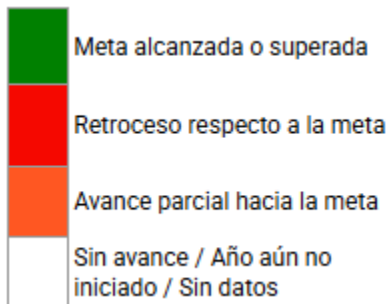 Meta alcanzada o superada
Retroceso respecto a la meta
Avance parcial hacia la meta
Sin avance / Año aún no
iniciado / Sin datos